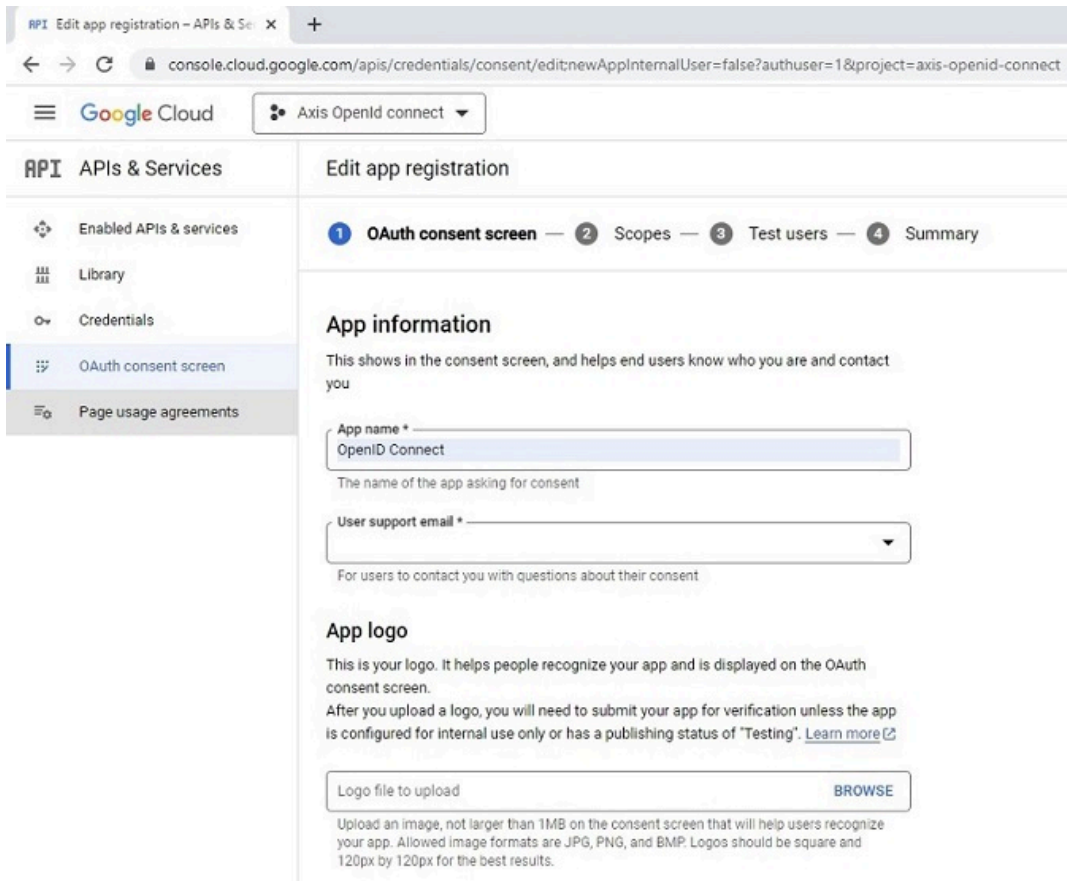 API Edit app registration – APIs & Se
console.cloud.google.com/apis/credentials/consent/edit;newAppInternalUser=false?authuser=1&project=axis-openid-connect
Google Cloud
Axis OpenId connect
API APIs & Services
Edit app registration
Enabled APIs & services
Library
Credentials
OAuth consent screen
Page usage agreements
1 OAuth consent screen — 2 Scopes — 3 Test users — 4 Summary
App information
This shows in the consent screen, and helps end users know who you are and contact
you
App name *
OpenID Connect
The name of the app asking for consent
User support email *
For users to contact you with questions about their consent
App logo
This is your logo. It helps people recognize your app and is displayed on the OAuth
consent screen.
After you upload a logo, you will need to submit your app for verification unless the app
is configured for internal use only or has a publishing status of "Testing". Learn more
Logo file to upload
BROWSE
Upload an image, not larger than 1MB on the consent screen that will help users recognize
your app. Allowed image formats are JPG, PNG, and BMP. Logos should be square and
120px by 120px for the best results.